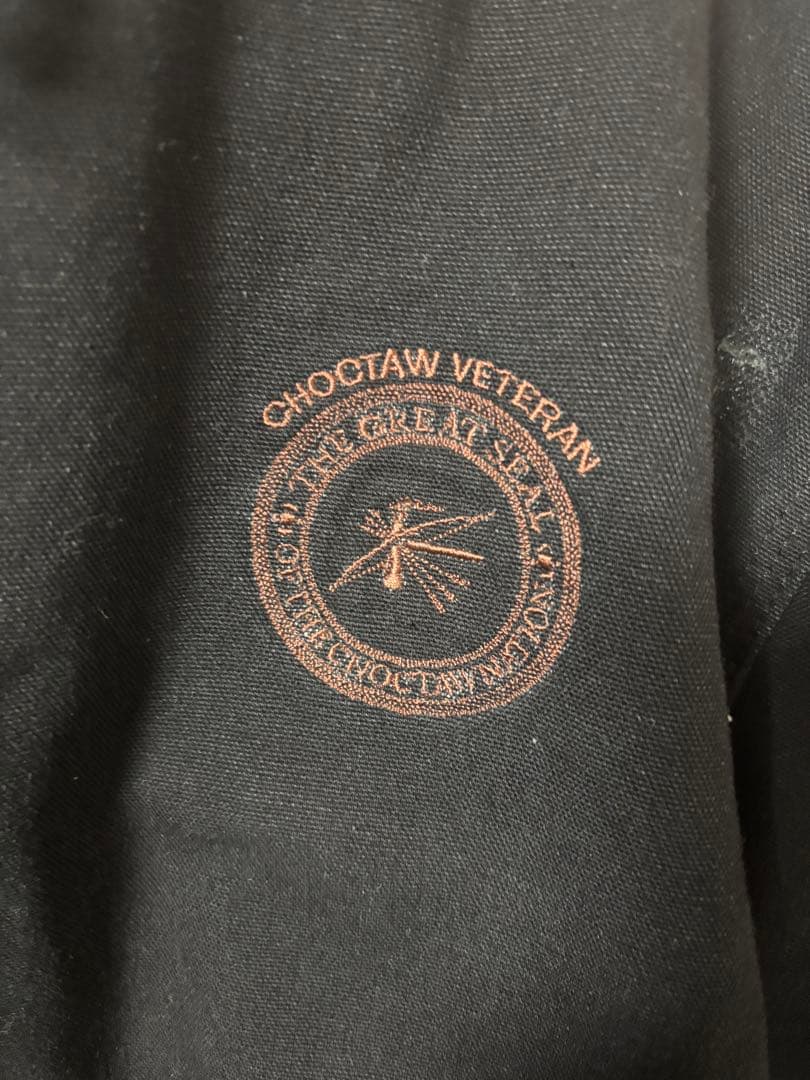 CHOCTAW VETERAN
THE GREAT SEAL
OF THE CHOCTAW NATION